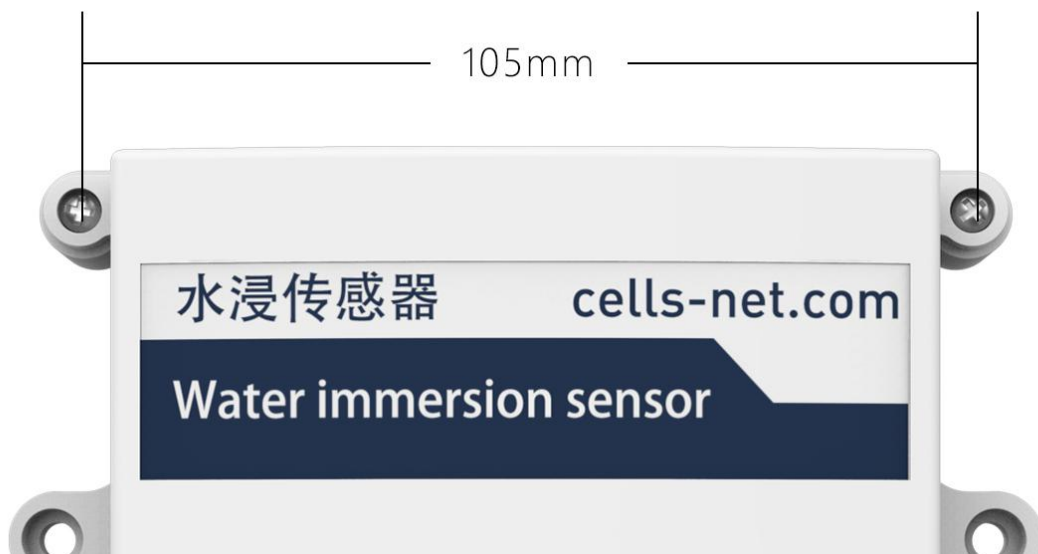 105mm
水浸传感器 cells-net.com
Water immersion sensor